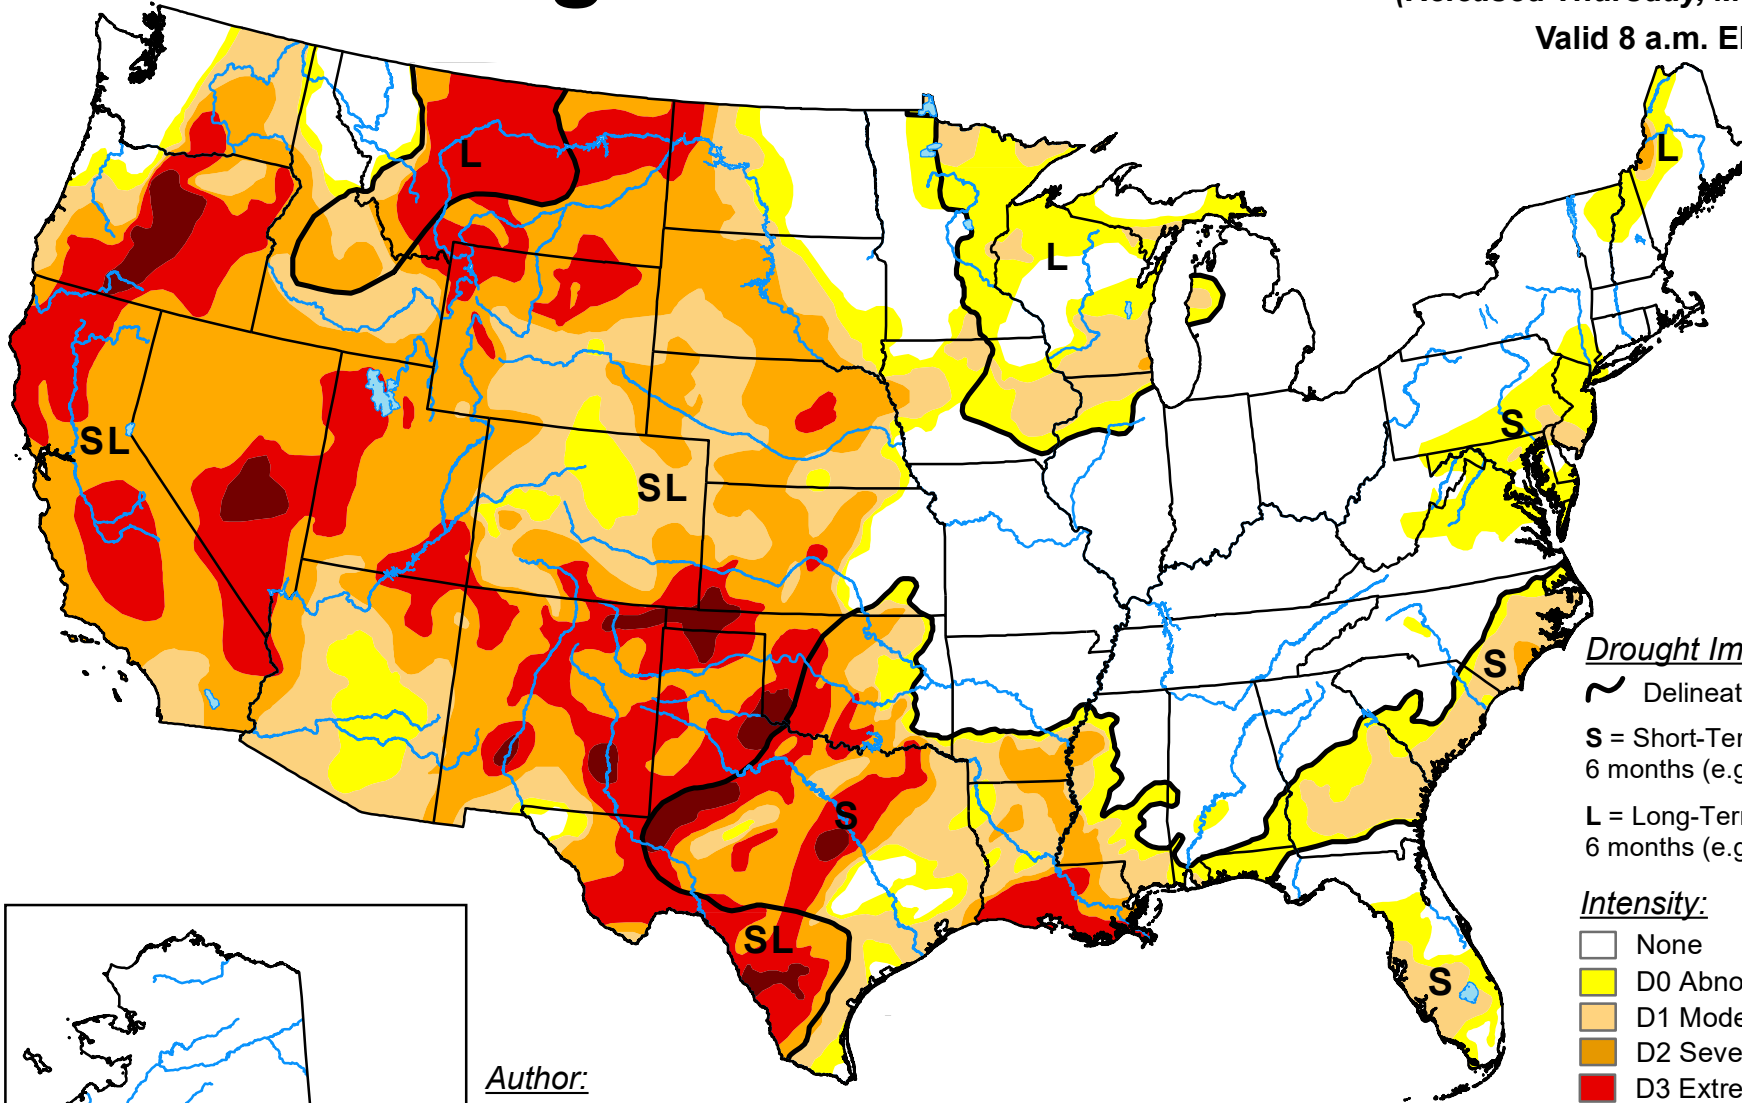 Valid 8 a.m. E
L
L
L
S
SL
SL
S
S
SL
S
Drought Im
Delineat
S = Short-Ter
6 months (e.g
L = Long-Terr
6 months (e.g
Intensity:
None
D0 Abno
D1 Mode
D2 Seve
D3 Extre
Author: